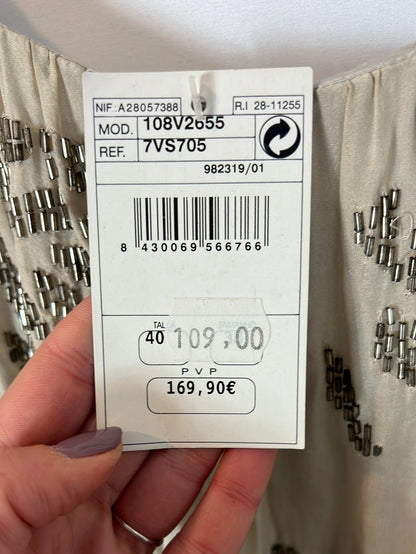 NIF: A28057388 R.I 28-11255
MOD. 108V2655
REF. 7VS705
982319/01
8 430069 566766
TAL
40 109,00
P V P
169,90€